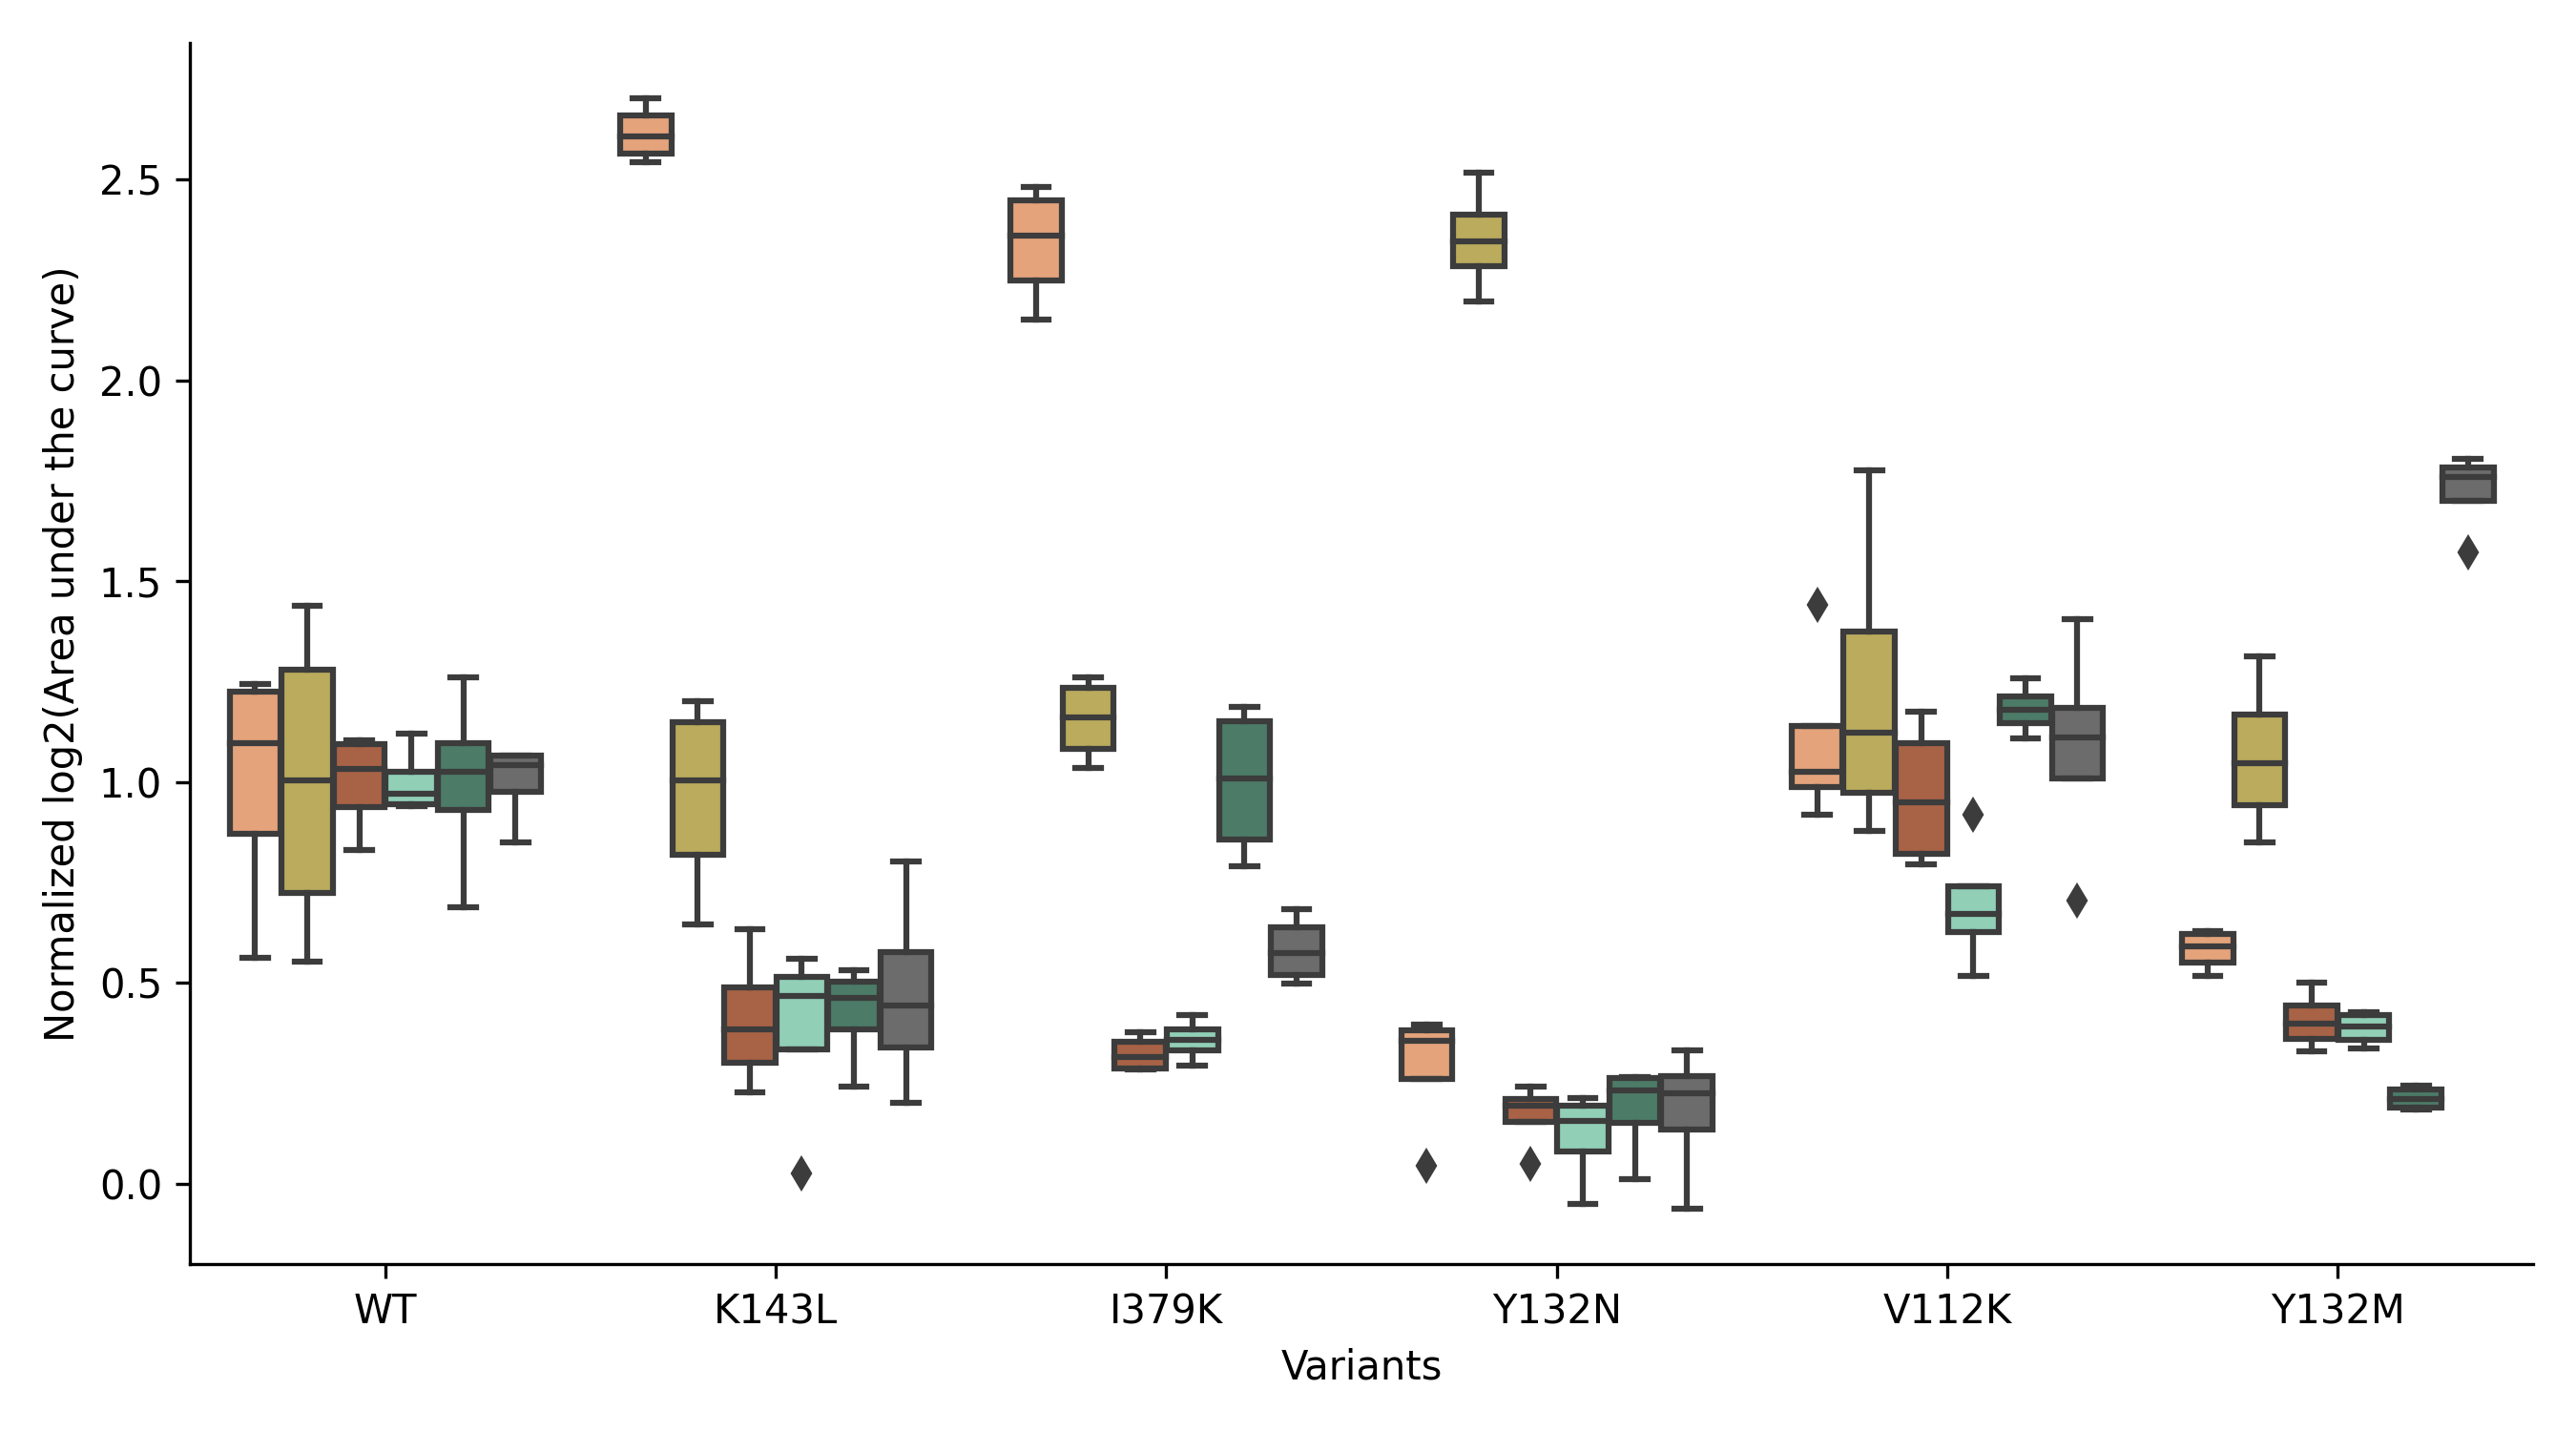 Normalized log2(Area under the curve)
2.5
2.0
1.5
1.0
0.5
0.0
WT K143L I379K Y132N V112K Y132M
Variants